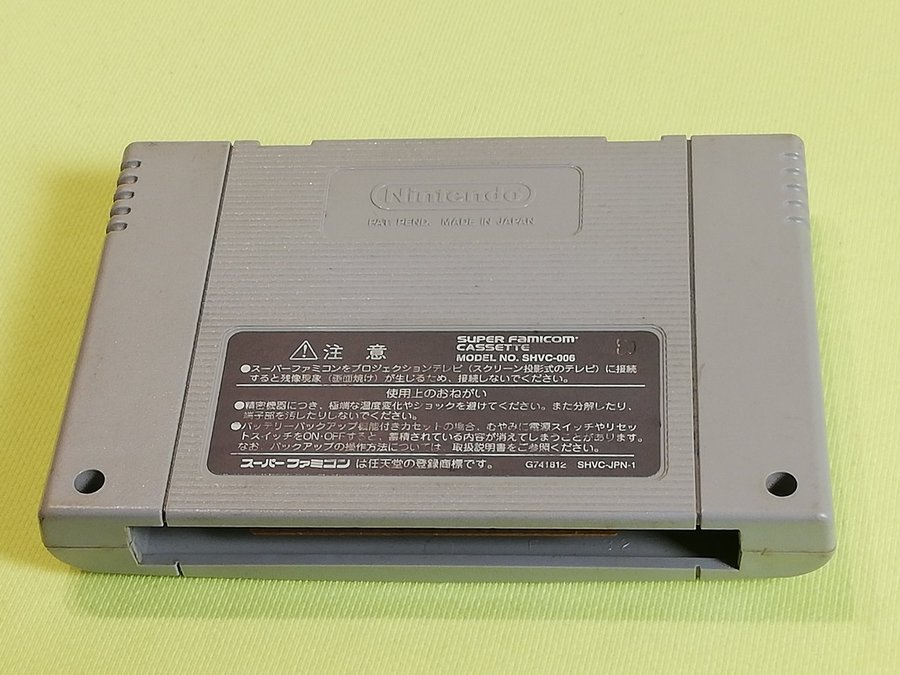 Nintendo®
PAT. PEND. MADE IN JAPAN
SUPER FAMICOM™
CASSETTE
MODEL NO. SHVC-006
⚠注 意
●スーパーファミコンをプロジェクションテレビ（スクリーン投影式のテレビ）に接続
すると残像現象（画面焼け）が生じるため、接続しないでください。
使用上のおねがい
●精密機器につき、極端な温度変化やショックを避けてください。また分解したり、
端子部を汚したりしないでください。
●バッテリーバックアップ機能付きカセットの場合、むやみに電源スイッチやリセッ
トスイッチをON・OFFすると、蓄積されている内容が消えてしまうことがあります。
なお、バックアップの操作方法については、取扱説明書をご参照ください。
スーパーファミコン は任天堂の登録商標です。 G741812 SHVC-JPN-1